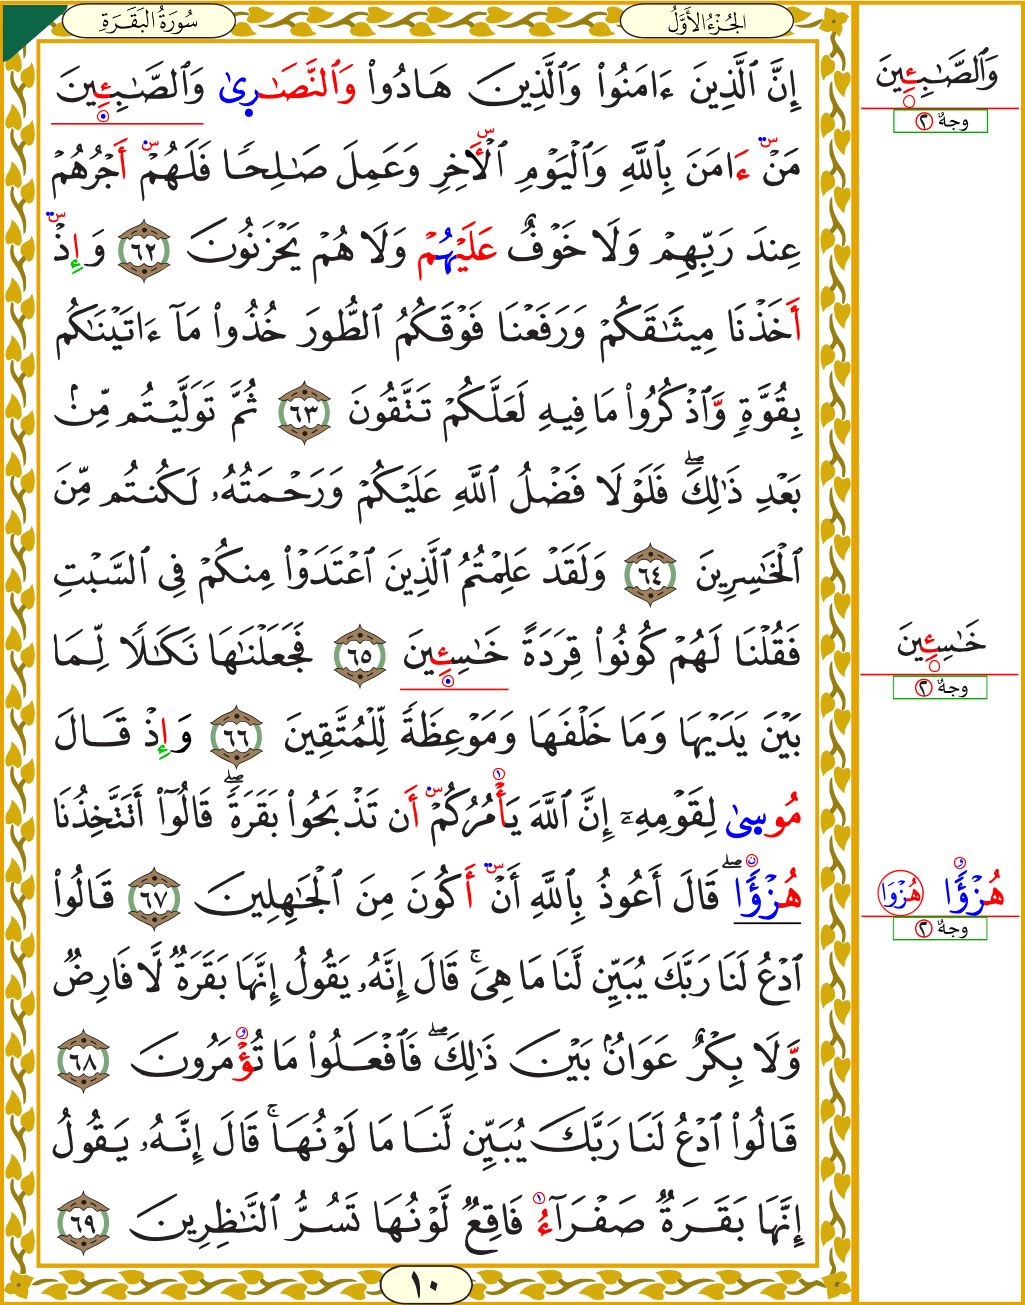 سُورَةُ البَقَرَةِ
الجُزْءُ الأَوَّلُ
إِنَّ ٱلَّذِينَ ءَامَنُوا۟ وَٱلَّذِينَ هَادُوا۟ وَٱلنَّصَـٰرِىٰ وَٱلصَّـٰبِـِٔينَ
مَنْ ءَامَنَ بِٱللَّهِ وَٱلْيَوْمِ ٱلْأَخِرِ وَعَمِلَ صَـٰلِحًا فَلَهُمْ أَجْرُهُمْ
عِندَ رَبِّهِمْ وَلَا خَوْفٌ عَلَيْهُمْ وَلَا هُمْ يَحْزَنُونَ ٦٢ وَإِذْ
أَخَذْنَا مِيثَـٰقَكُمْ وَرَفَعْنَا فَوْقَكُمُ ٱلطُّورَ خُذُوا۟ مَآ ءَاتَيْنَـٰكُم
بِقُوَّةٍ وَّٱذْكُرُوا۟ مَا فِيهِ لَعَلَّكُمْ تَتَّقُونَ ٦٣ ثُمَّ تَوَلَّيْتُم مِّنۢ
بَعْدِ ذَٰلِكَ ۖ فَلَوْلَا فَضْلُ ٱللَّهِ عَلَيْكُمْ وَرَحْمَتُهُۥ لَكُنتُم مِّنَ
ٱلْخَـٰسِرِينَ ٦٤ وَلَقَدْ عَلِمْتُمُ ٱلَّذِينَ ٱعْتَدَوْا۟ مِنكُمْ فِى ٱلسَّبْتِ
فَقُلْنَا لَهُمْ كُونُوا۟ قِرَدَةً خَـٰسِـِٔينَ ٦٥ فَجَعَلْنَـٰهَا نَكَـٰلًا لِّمَا
بَيْنَ يَدَيْهَا وَمَا خَلْفَهَا وَمَوْعِظَةً لِّلْمُتَّقِينَ ٦٦ وَإِذْ قَالَ
مُوسِىٰ لِقَوْمِهِۦٓ إِنَّ ٱللَّهَ يَأْمُرُكُمْ أَن تَذْبَحُوا۟ بَقَرَةً ۖ قَالُوٓا۟ أَتَتَّخِذُنَا
هُزْؤًا ۖ قَالَ أَعُوذُ بِٱللَّهِ أَنْ أَكُونَ مِنَ ٱلْجَـٰهِلِينَ ٦٧ قَالُوا۟
ٱدْعُ لَنَا رَبَّكَ يُبَيِّن لَّنَا مَا هِىَ ۚ قَالَ إِنَّهُۥ يَقُولُ إِنَّهَا بَقَرَةٌ لَّا فَارِضٌ
وَّلَا بِكْرٌ عَوَانٌۢ بَيْنَ ذَٰلِكَ ۖ فَٱفْعَلُوا۟ مَا تُؤْمَرُونَ ٦٨
قَالُوا۟ ٱدْعُ لَنَا رَبَّكَ يُبَيِّن لَّنَا مَا لَوْنُهَا ۚ قَالَ إِنَّهُۥ يَقُولُ
إِنَّهَا بَقَرَةٌ صَفْرَآءُ فَاقِعٌ لَّوْنُهَا تَسُرُّ ٱلنَّـٰظِرِينَ ٦٩
١٠
وَٱلصَّـٰبِـِٔينَ
وجهٌ ٢
خَـٰسِـِٔينَ
وجهٌ ٢
هُزْؤًا هُزْوَا
وجهٌ ٢